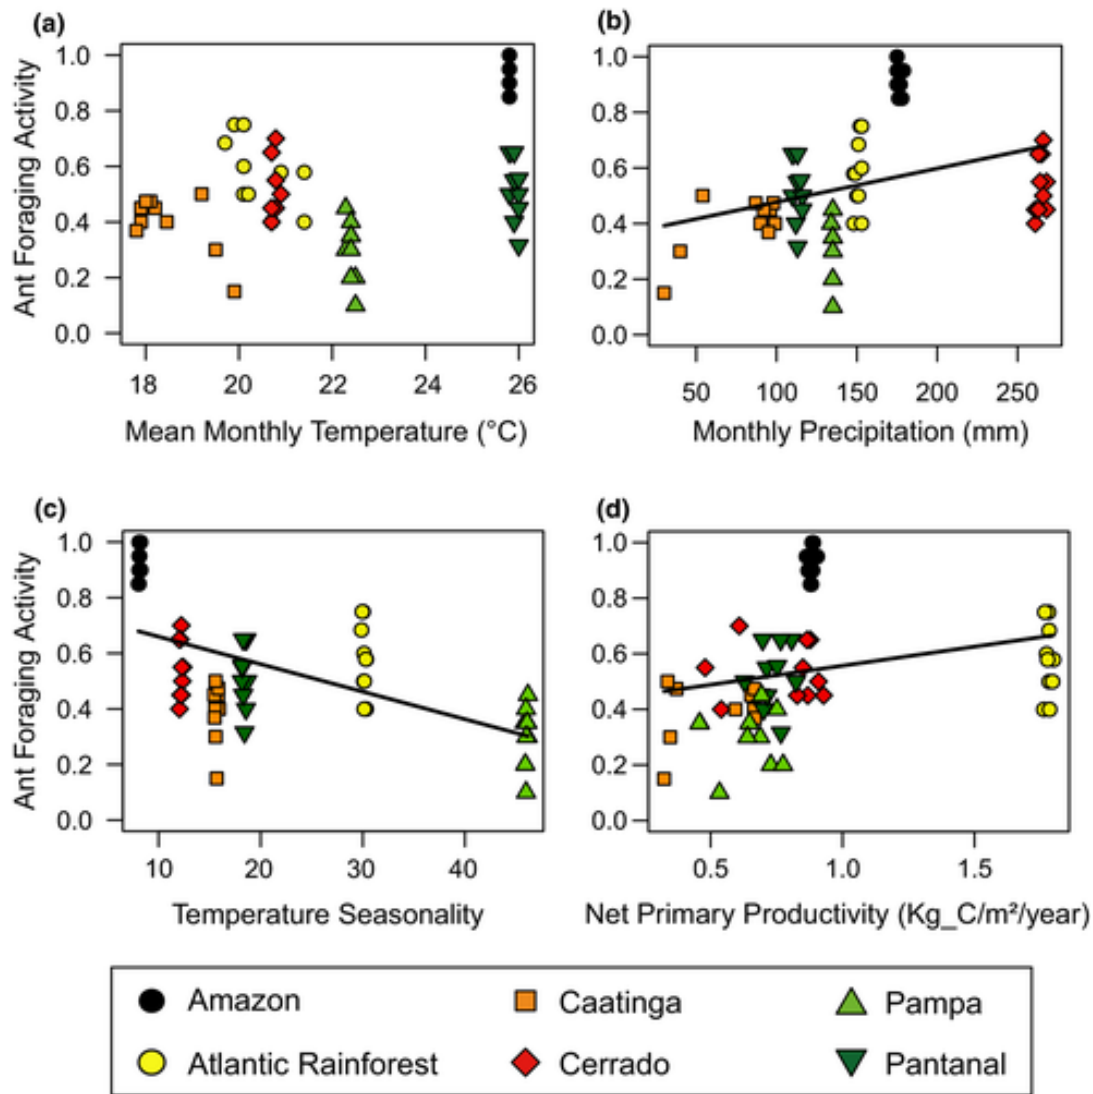 (a)
Ant Foraging Activity
1.0
0.8
0.6
0.4
0.2
0.0
18 20 22 24 26
Mean Monthly Temperature (°C)
(b)
1.0
0.8
0.6
0.4
0.2
0.0
50 100 150 200 250
Monthly Precipitation (mm)
(c)
Ant Foraging Activity
1.0
0.8
0.6
0.4
0.2
0.0
10 20 30 40
Temperature Seasonality
(d)
1.0
0.8
0.6
0.4
0.2
0.0
0.5 1.0 1.5
Net Primary Productivity (Kg_C/m²/year)
Amazon Caatinga Pampa
Atlantic Rainforest Cerrado Pantanal